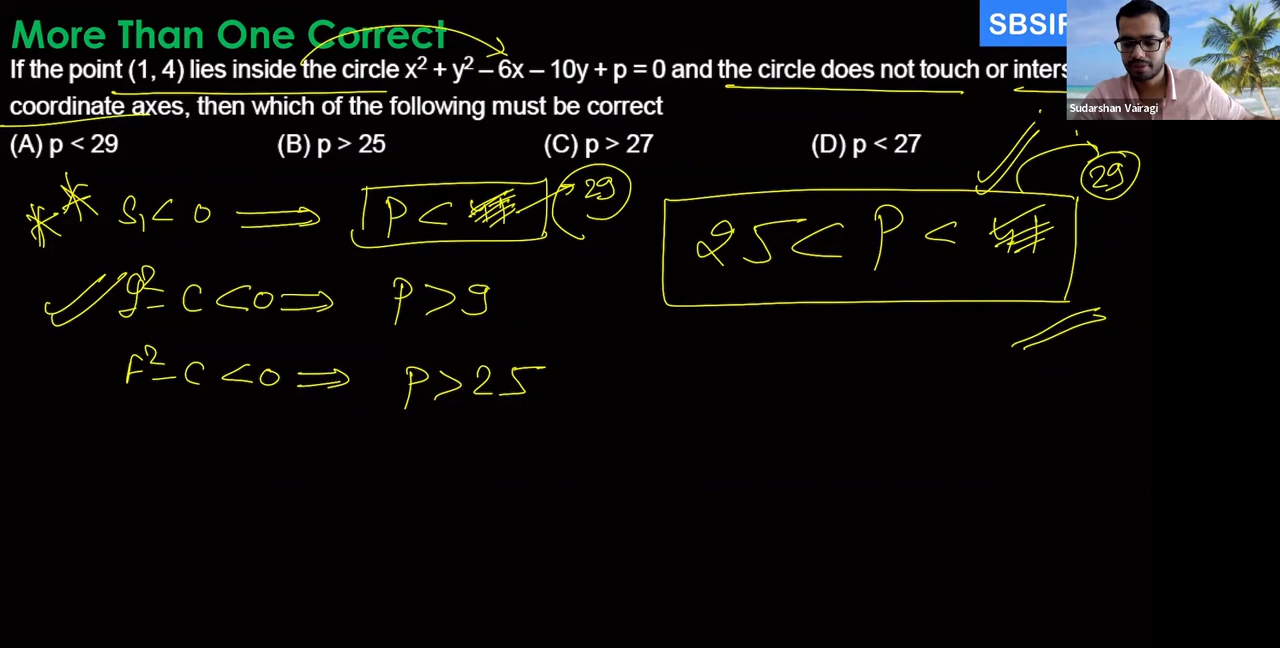 More Than One Correct
SBSIF
If the point (1, 4) lies inside the circle x² + y² – 6x – 10y + p = 0 and the circle does not touch or inters
coordinate axes, then which of the following must be correct
Sudarshan Vairagi
(A) p < 29 (B) p > 25 (C) p > 27 (D) p < 27
S₁ < 0 ⟹ P < 29
25 < P < 29
g² – C < 0 ⟹ P > 9
F² – C < 0 ⟹ P > 25